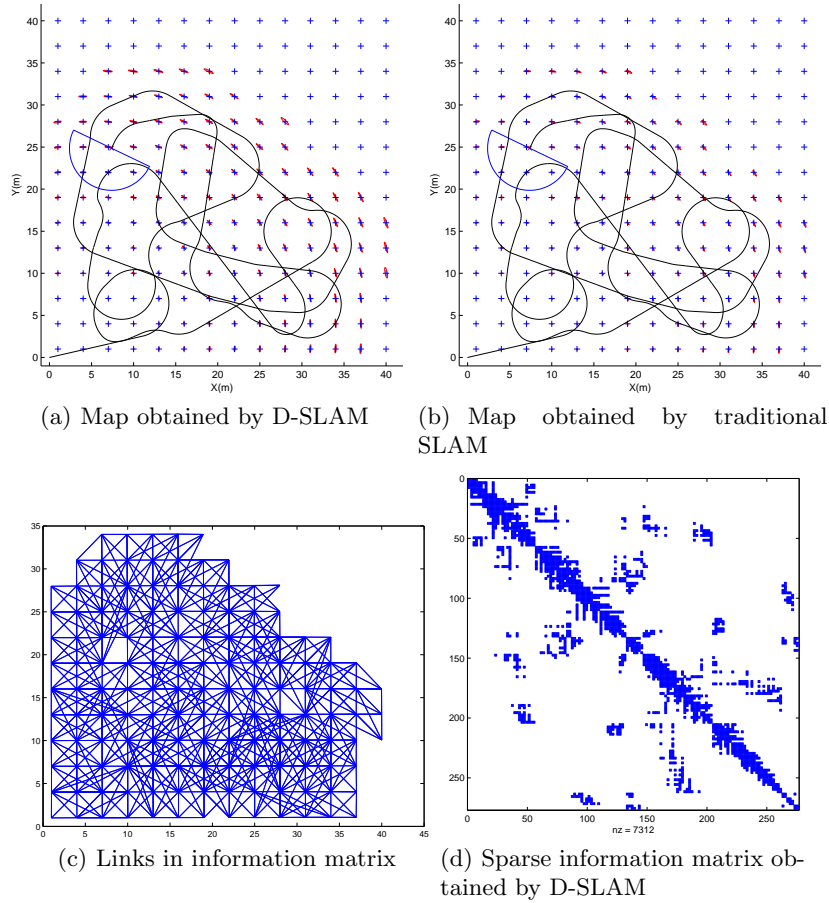 40
35
30
25
20
15
10
5
0
Y(m)
0 5 10 15 20 25 30 35 40
X(m)
(a) Map obtained by D-SLAM
40
35
30
25
20
15
10
5
0
Y(m)
0 5 10 15 20 25 30 35 40
X(m)
(b) Map obtained by traditional
SLAM
35
30
25
20
15
10
5
0
0 5 10 15 20 25 30 35 40 45
(c) Links in information matrix
0
50
100
150
200
250
0 50 100 150 200 250
nz = 7312
(d) Sparse information matrix ob-
tained by D-SLAM